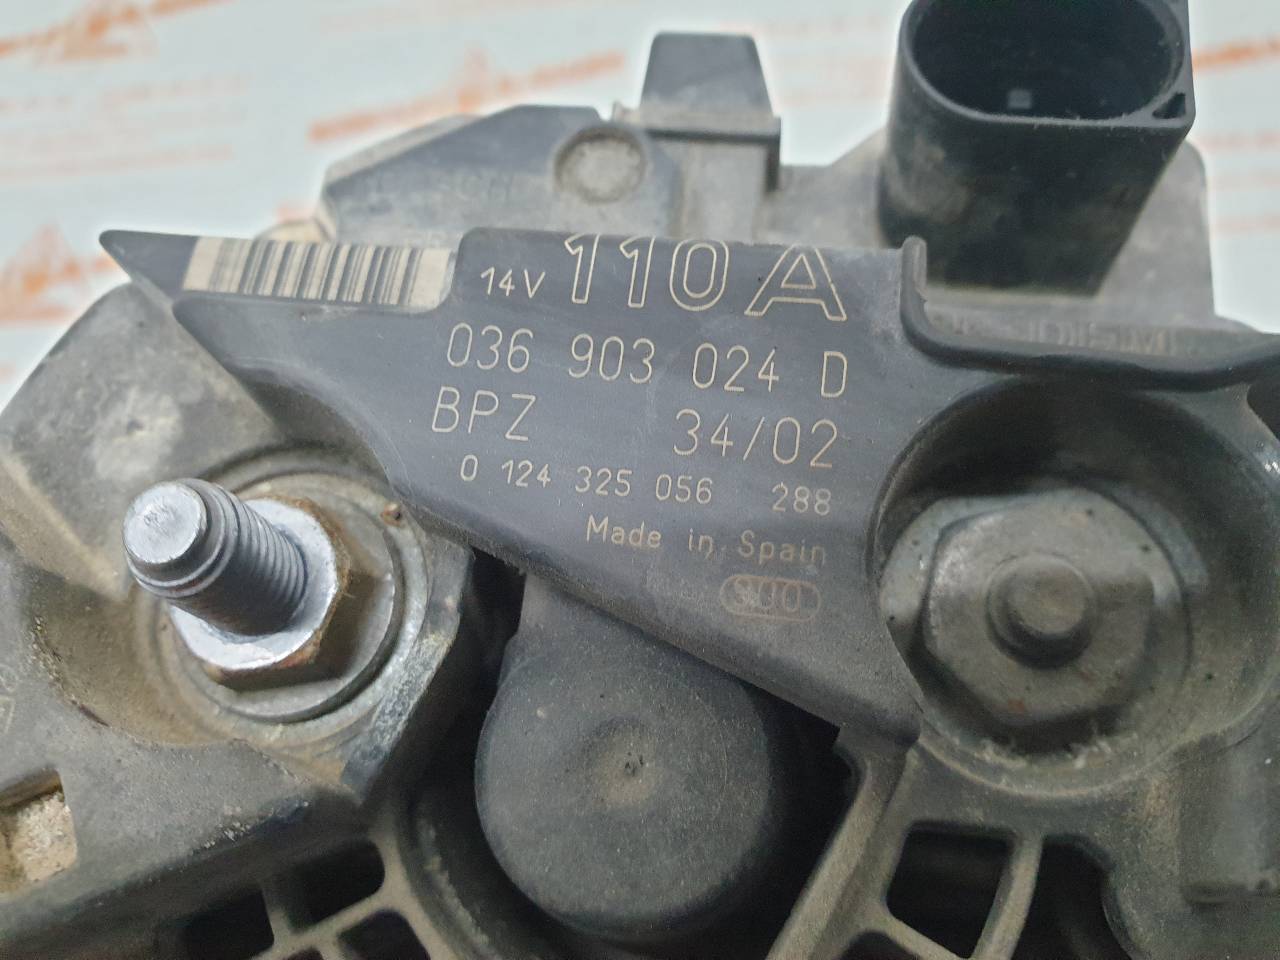 14V 110A
036 903 024 D
BPZ 34/02
0 124 325 056 288
Made in Spain